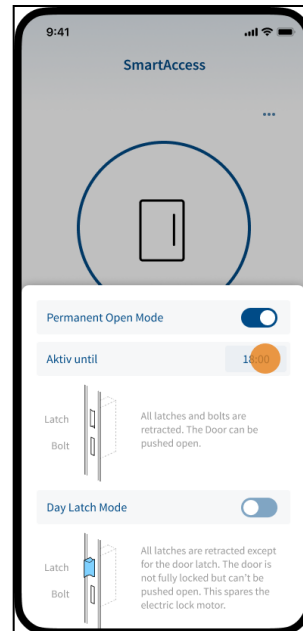 9:41
SmartAccess
Permanent Open Mode
Aktiv until
18:00
Latch
Bolt
All latches and bolts are
retracted. The Door can be
pushed open.
Day Latch Mode
Latch
Bolt
All latches are retracted except
for the door latch. The door is
not fully locked but can't be
pushed open. This spares the
electric lock motor.